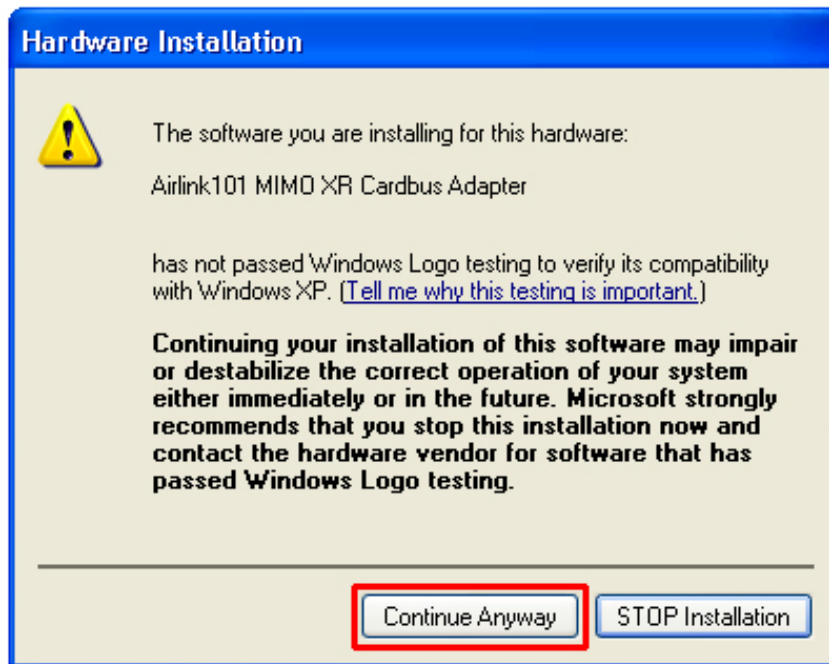 Hardware Installation
The software you are installing for this hardware:
Airlink101 MIMO XR Cardbus Adapter
has not passed Windows Logo testing to verify its compatibility
with Windows XP. (Tell me why this testing is important.)
Continuing your installation of this software may impair
or destabilize the correct operation of your system
either immediately or in the future. Microsoft strongly
recommends that you stop this installation now and
contact the hardware vendor for software that has
passed Windows Logo testing.
Continue Anyway STOP Installation